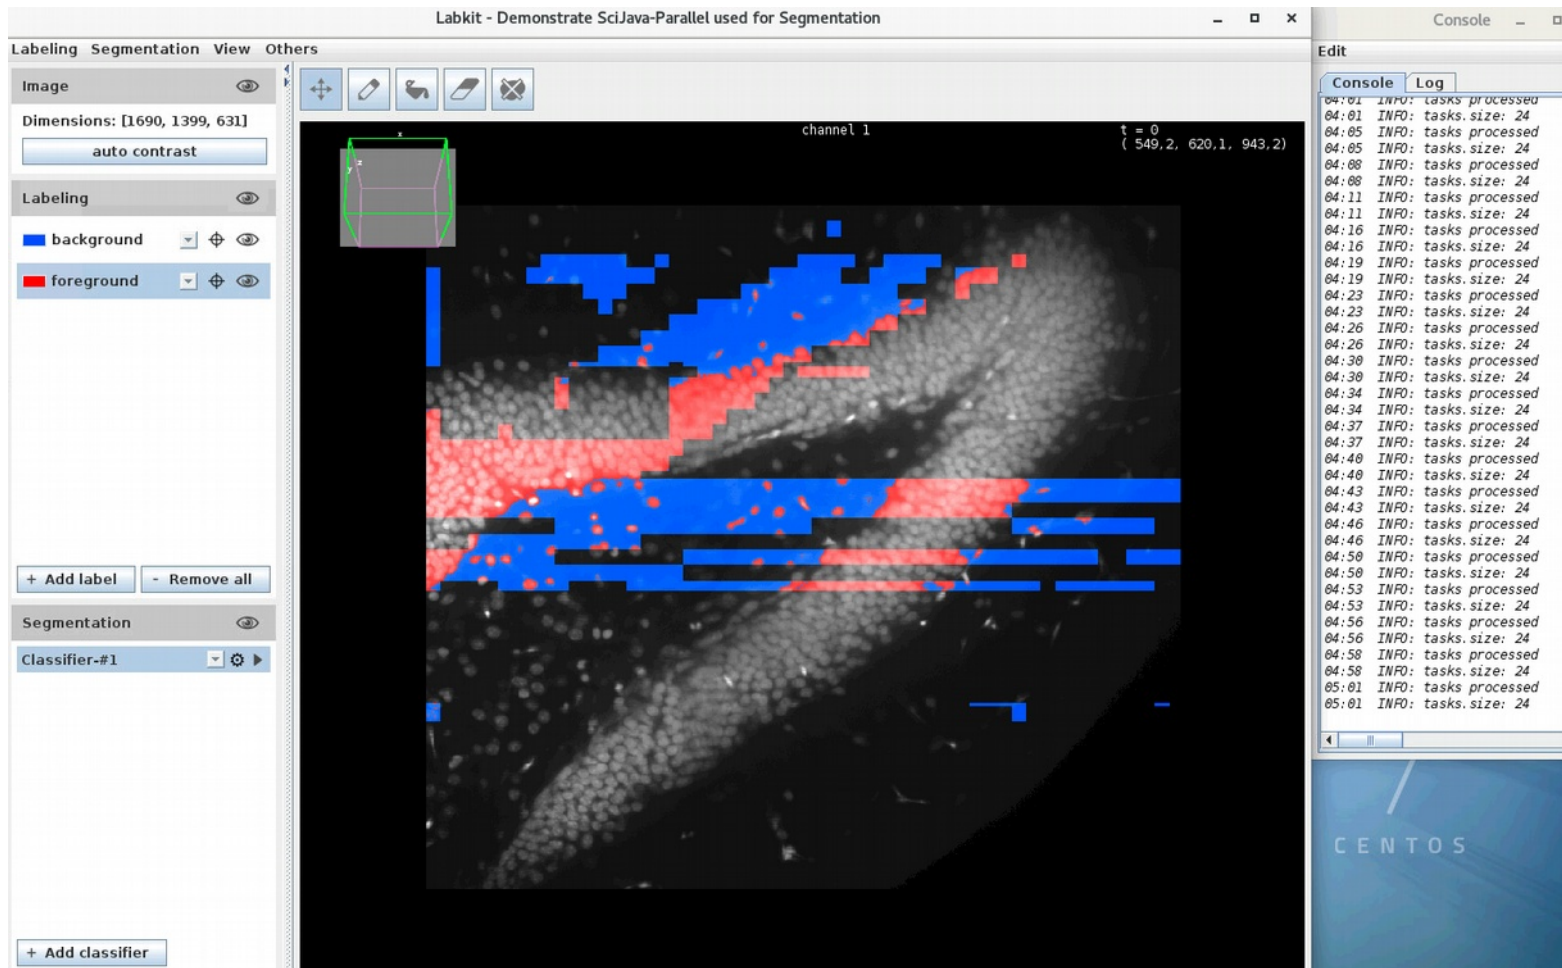 Labkit - Demonstrate SciJava-Parallel used for Segmentation
Labeling Segmentation View Others
Image
Dimensions: [1690, 1399, 631]
auto contrast
Labeling
background
foreground
+ Add label
- Remove all
Segmentation
Classifier-#1
+ Add classifier
x
y
z
channel 1
t = 0
( 549,2, 620,1, 943,2)
Console
Edit
Console Log
04:01 INFO: tasks processed
04:01 INFO: tasks.size: 24
04:05 INFO: tasks processed
04:05 INFO: tasks.size: 24
04:08 INFO: tasks processed
04:08 INFO: tasks.size: 24
04:11 INFO: tasks processed
04:11 INFO: tasks.size: 24
04:16 INFO: tasks processed
04:16 INFO: tasks.size: 24
04:19 INFO: tasks processed
04:19 INFO: tasks.size: 24
04:23 INFO: tasks processed
04:23 INFO: tasks.size: 24
04:26 INFO: tasks processed
04:26 INFO: tasks.size: 24
04:30 INFO: tasks processed
04:30 INFO: tasks.size: 24
04:34 INFO: tasks processed
04:34 INFO: tasks.size: 24
04:37 INFO: tasks processed
04:37 INFO: tasks.size: 24
04:40 INFO: tasks processed
04:40 INFO: tasks.size: 24
04:43 INFO: tasks processed
04:43 INFO: tasks.size: 24
04:46 INFO: tasks processed
04:46 INFO: tasks.size: 24
04:50 INFO: tasks processed
04:50 INFO: tasks.size: 24
04:53 INFO: tasks processed
04:53 INFO: tasks.size: 24
04:56 INFO: tasks processed
04:56 INFO: tasks.size: 24
04:58 INFO: tasks processed
04:58 INFO: tasks.size: 24
05:01 INFO: tasks processed
05:01 INFO: tasks.size: 24
CENTOS